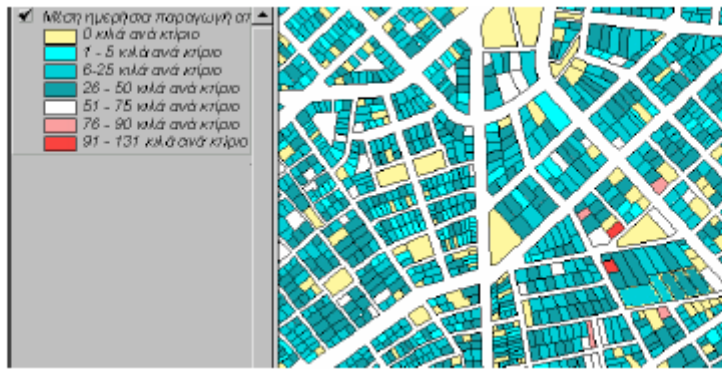 Μέση ημερήσια παραγωγή απ
0 κιλά ανά κτίριο
1 - 5 κιλά ανά κτίριο
6-25 κιλά ανά κτίριο
26 - 50 κιλά ανά κτίριο
51 - 75 κιλά ανά κτίριο
76 - 90 κιλά ανά κτίριο
91 - 131 κιλά ανά κτίριο